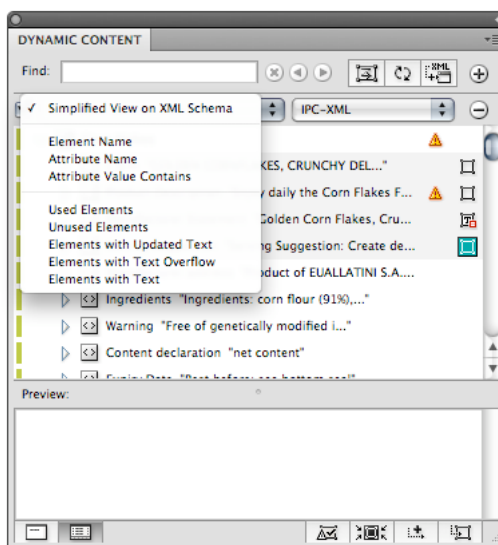 DYNAMIC CONTENT
Find:
XML
✓ Simplified View on XML Schema
IPC-XML
Element Name
Attribute Name
Attribute Value Contains
KES, CRUNCHY DEL..."
y daily the Corn Flakes F...
Used Elements
Golden Corn Flakes, Cru...
Unused Elements
Elements with Updated Text
Suggestion: Create de...
Elements with Text Overflow
oduct of EUALLATINI S.A....
Elements with Text
Ingredients "Ingredients: corn flour (91%),..."
Warning "Free of genetically modified i..."
Content declaration "net content"
Preview: